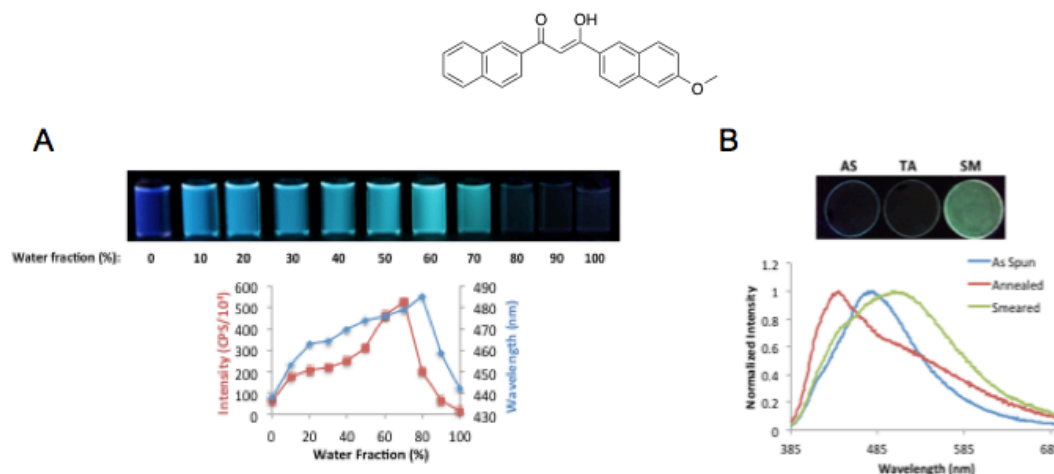 O OH
O
A
B
AS TA SM
Water fraction (%): 0 10 20 30 40 50 60 70 80 90 100
As Spun
Annealed
Smeared
Intensity (CPS/10⁴)
600
500
400
300
200
100
0
490
480
470
460
450
440
430
Wavelength (nm)
0 20 40 60 80 100
Water Fraction (%)
Normalized Intensity
1.2
1
0.8
0.6
0.4
0.2
0
385 485 585
Wavelength (nm)